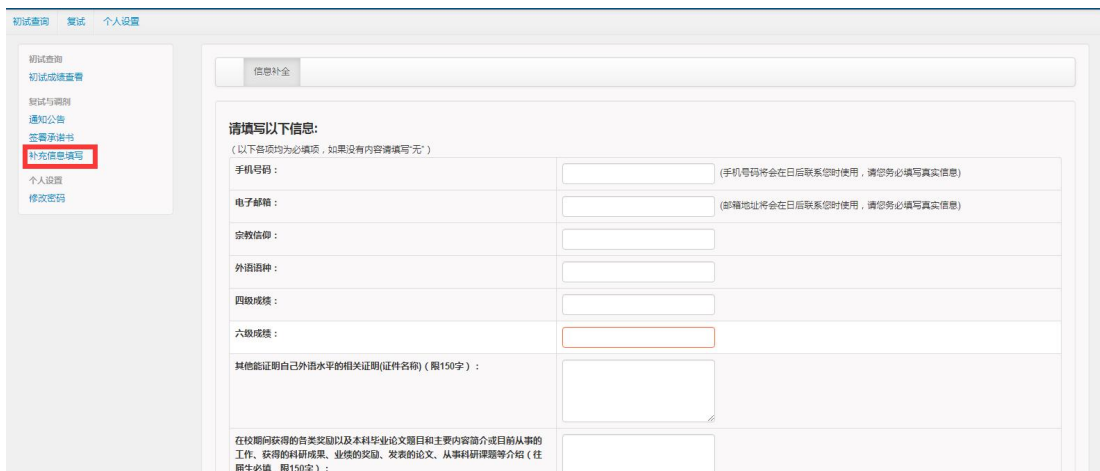 初试查询 复试 个人设置
初试查询
初试成绩查看
复试与调剂
通知公告
签署承诺书
补充信息填写
个人设置
修改密码
信息补全
请填写以下信息:
（以下各项均为必填项，如果没有内容请填写“无”）
手机号码：
(手机号码将会在日后联系您时使用，请您务必填写真实信息)
电子邮箱：
(邮箱地址将会在日后联系您时使用，请您务必填写真实信息)
宗教信仰：
外语语种：
四级成绩：
六级成绩：
其他能证明自己外语水平的相关证明(证件名称)（限150字）：
在校期间获得的各类奖励以及本科毕业论文题目和主要内容简介或目前从事的
工作、获得的科研成果、业绩的奖励、发表的论文、从事科研课题等介绍（往
届生必填，限150字）：